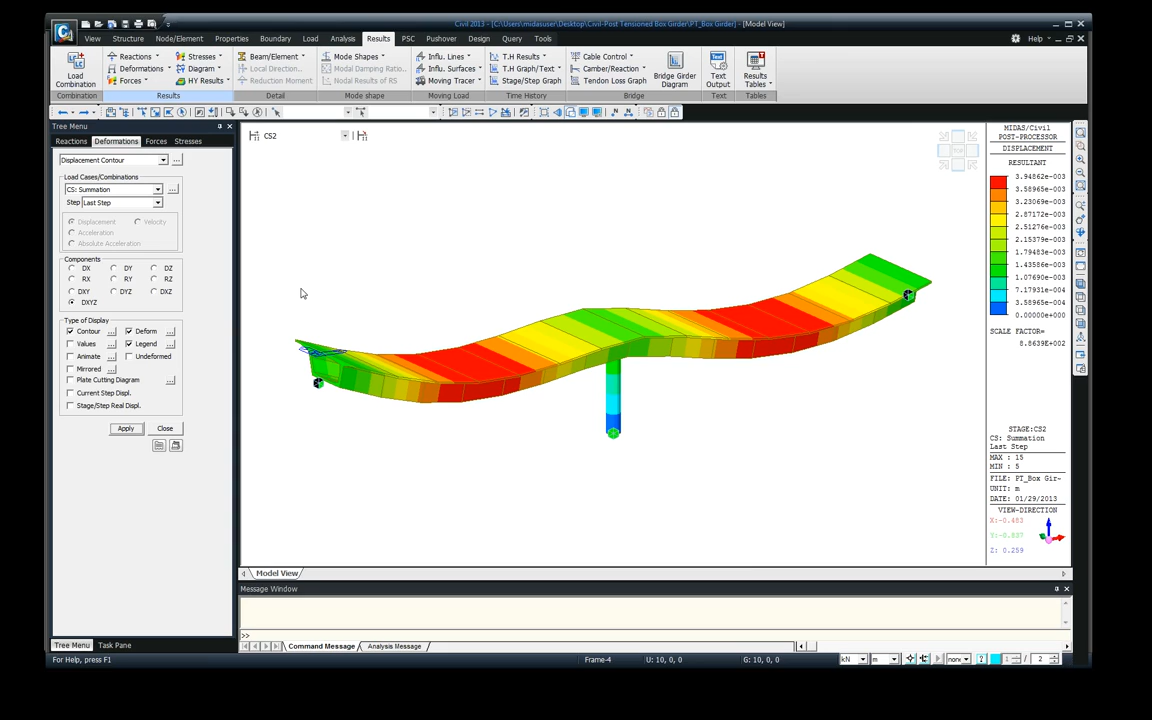 Civil 2013 - [C:\Users\midasuser\Desktop\Civil-Post Tensioned Box Girder\PT_Box Girder] - [Model View]
View Structure Node/Element Properties Boundary Load Analysis Results PSC Pushover Design Query Tools Help
Reactions Stresses Beam/Element Mode Shapes Influ. Lines T.H Results Cable Control
Deformations Diagram Local Direction... Modal Damping Ratio... Influ. Surfaces T.H Graph/Text Camber/Reaction
Forces HY Results Reduction Moment Nodal Results of RS Moving Tracer Stage/Step Graph Tendon Loss Graph
Load Combination
Bridge Girder Diagram
Text Output
Results Tables
Combination Results Detail Mode shape Moving Load Time History Bridge Text Tables
Tree Menu
Reactions Deformations Forces Stresses
Displacement Contour ...
Load Cases/Combinations
CS: Summation ...
Step Last Step
Displacement Velocity
Acceleration
Absolute Acceleration
Components
DX DY DZ
RX RY RZ
DXY DYZ DXZ
DXYZ
Type of Display
Contour ... Deform ...
Values ... Legend ...
Animate ... Undeformed
Mirrored ...
Plate Cutting Diagram ...
Current Step Displ.
Stage/Step Real Displ.
Apply Close
Tree Menu Task Pane
CS2
TOP
MIDAS/Civil
POST-PROCESSOR
DISPLACEMENT
RESULTANT
3.94862e-003
3.58965e-003
3.23069e-003
2.87172e-003
2.51276e-003
2.15379e-003
1.79483e-003
1.43586e-003
1.07690e-003
7.17931e-004
3.58965e-004
0.00000e+000
SCALE FACTOR=
8.8639E+002
STAGE:CS2
CS: Summation
Last Step
MAX : 15
MIN : 5
FILE: PT_Box Gir~
UNIT: m
DATE: 01/29/2013
VIEW-DIRECTION
X:-0.483
Y:-0.837
Z: 0.259
Model View
Message Window
>>
Command Message Analysis Message
For Help, press F1 Frame-4 U: 10, 0, 0 G: 10, 0, 0 kN m none ? 1 / 2